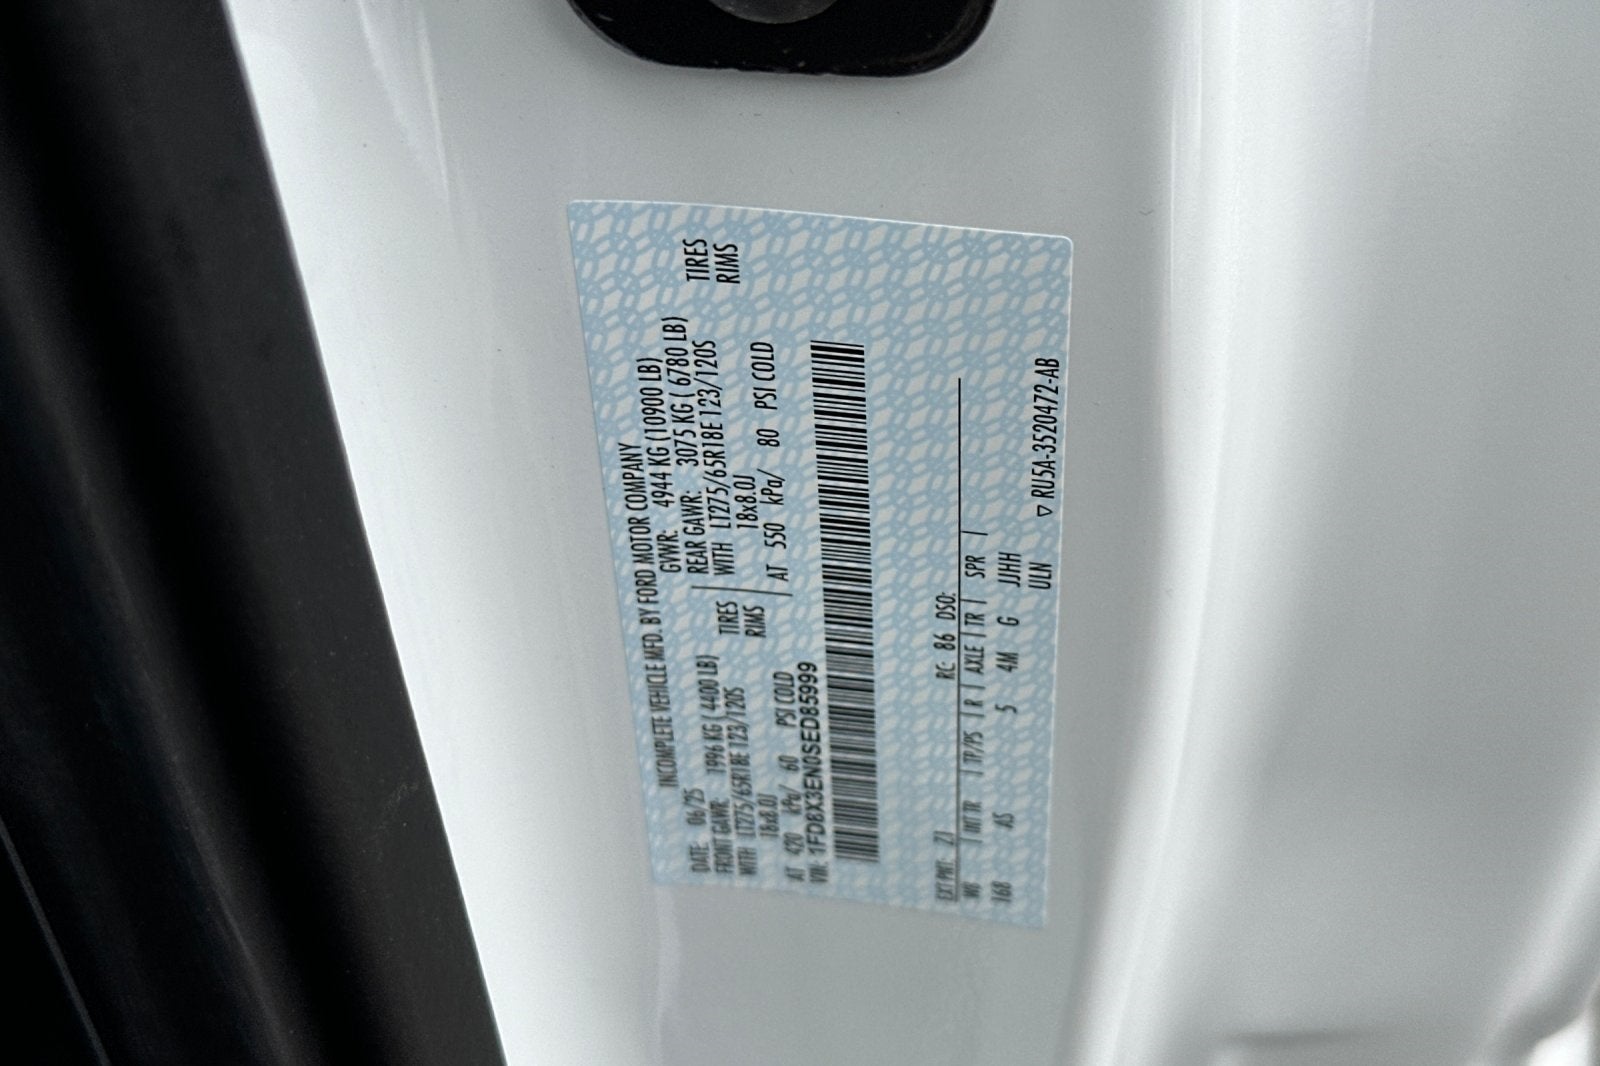 INCOMPLETE VEHICLE MFD. BY FORD MOTOR COMPANY
DATE: 06/25 GVWR: 4944 KG (10900 LB)
FRONT GAWR: 1996 KG ( 4400 LB) REAR GAWR: 3075 KG ( 6780 LB)
WITH LT275/65R18E 123/120S TIRES WITH LT275/65R18E 123/120S TIRES
18x8.0J RIMS 18x8.0J RIMS
AT 420 kPa/ 60 PSI COLD AT 550 kPa/ 80 PSI COLD
VIN: 1FD8X3EN0SED85999
EXT PNT: Z1 RC: 86 DSO:
WB INT TR TP/PS R AXLE TR SPR
168 AS 5 4M G JJHH
ULN
▽ RU5A-3520472-AB